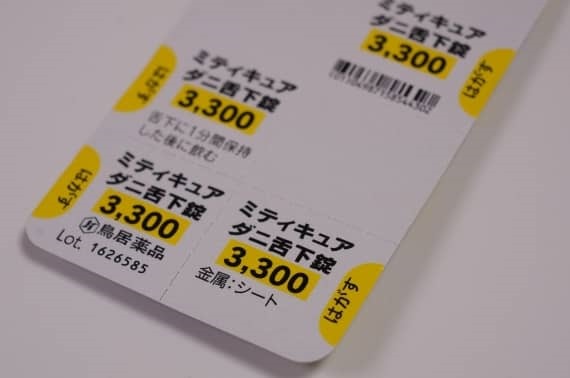 ミティキュア
ダニ舌下錠
3,300
はがす
ミティキュア
ダニ舌下錠
3,300
舌下に1分間保持
した後に飲む
はがす
ミティキュア
ダニ舌下錠
3,300
鳥居薬品
Lot. 1626585
はがす
ミティキュア
ダニ舌下錠
3,300
金属:シート
はがす